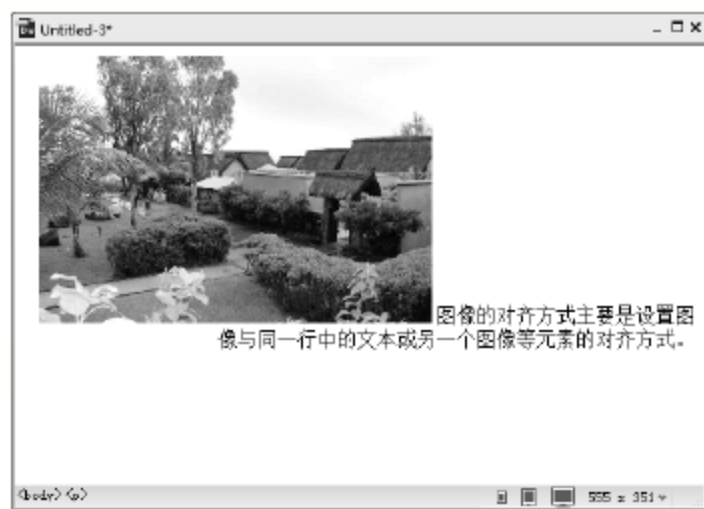 Untitled-3*
图像的对齐方式主要是设置图
像与同一行中的文本或另一个图像等元素的对齐方式。
<body> <p>
555 x 351